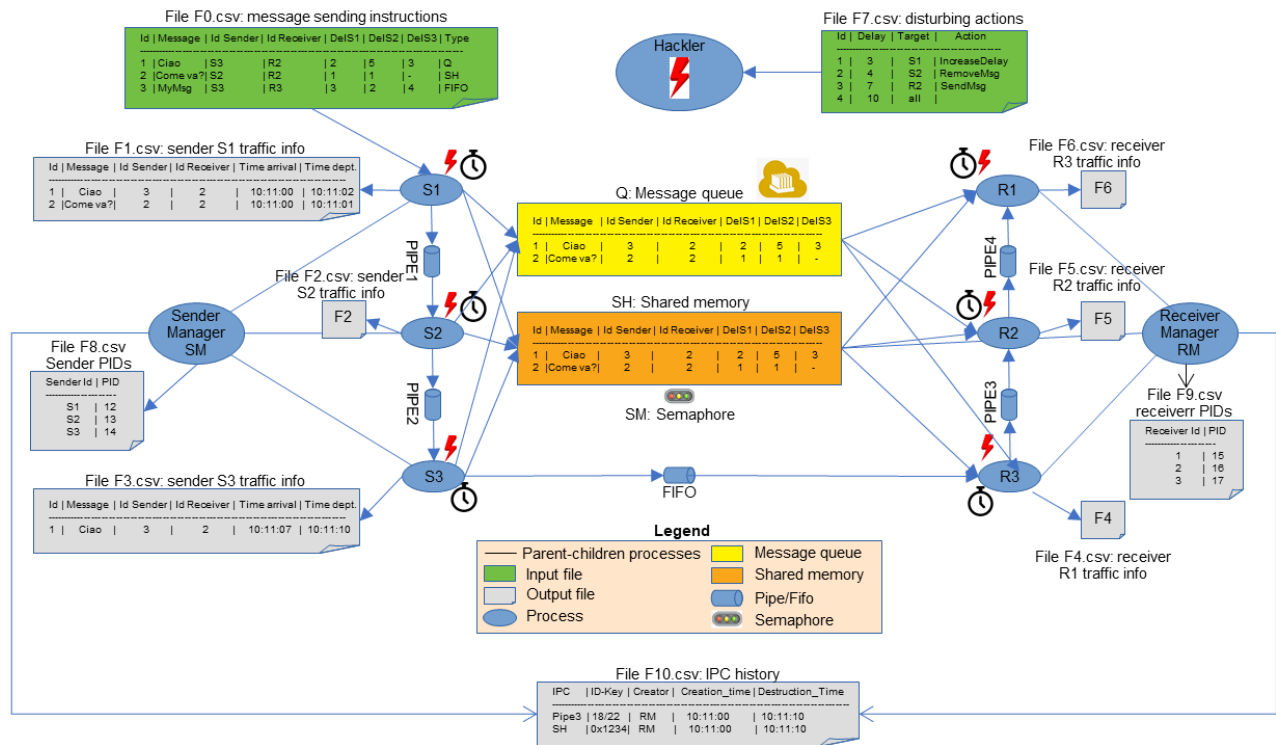 File F0.csv: message sending instructions
Id | Message | Id Sender | Id Receiver | DelS1 | DelS2 | DelS3 | Type
1 | Ciao | S3 | R2 | 2 | 5 | 3 | Q
2 |Come va?| S2 | R2 | 1 | 1 | - | SH
3 | MyMsg | S3 | R3 | 3 | 2 | 4 | FIFO
Hackler
File F7.csv: disturbing actions
Id | Delay | Target | Action
1 | 3 | S1 | IncreaseDelay
2 | 4 | S2 | RemoveMsg
3 | 7 | R2 | SendMsg
4 | 10 | all |
File F1.csv: sender S1 traffic info
Id | Message | Id Sender | Id Receiver | Time arrival | Time dept.
1 | Ciao | 3 | 2 | 10:11:00 | 10:11:02
2 |Come va?| 2 | 2 | 10:11:00 | 10:11:01
S1
Q: Message queue
Id | Message | Id Sender | Id Receiver | DelS1 | DelS2 | DelS3
1 | Ciao | 3 | 2 | 2 | 5 | 3
2 |Come va?| 2 | 2 | 1 | 1 | -
R1
File F6.csv: receiver
R3 traffic info
F6
PIPE1
PIPE4
File F2.csv: sender
S2 traffic info
F2
S2
SH: Shared memory
Id | Message | Id Sender | Id Receiver | DelS1 | DelS2 | DelS3
1 | Ciao | 3 | 2 | 2 | 5 | 3
2 |Come va?| 2 | 2 | 1 | 1 | -
SM: Semaphore
R2
File F5.csv: receiver
R2 traffic info
F5
Sender
Manager
SM
Receiver
Manager
RM
File F8.csv
Sender PIDs
Sender Id | PID
S1 | 12
S2 | 13
S3 | 14
PIPE2
PIPE3
File F9.csv
receiverr PIDs
Receiver Id | PID
1 | 15
2 | 16
3 | 17
File F3.csv: sender S3 traffic info
Id | Message | Id Sender | Id Receiver | Time arrival | Time dept.
1 | Ciao | 3 | 2 | 10:11:07 | 10:11:10
S3
FIFO
R3
F4
File F4.csv: receiver
R1 traffic info
Legend
Parent-children processes
Input file
Output file
Process
Message queue
Shared memory
Pipe/Fifo
Semaphore
File F10.csv: IPC history
IPC | ID-Key | Creator | Creation_time | Destruction_Time
Pipe3 | 18/22 | RM | 10:11:00 | 10:11:10
SH | 0x1234| RM | 10:11:00 | 10:11:10